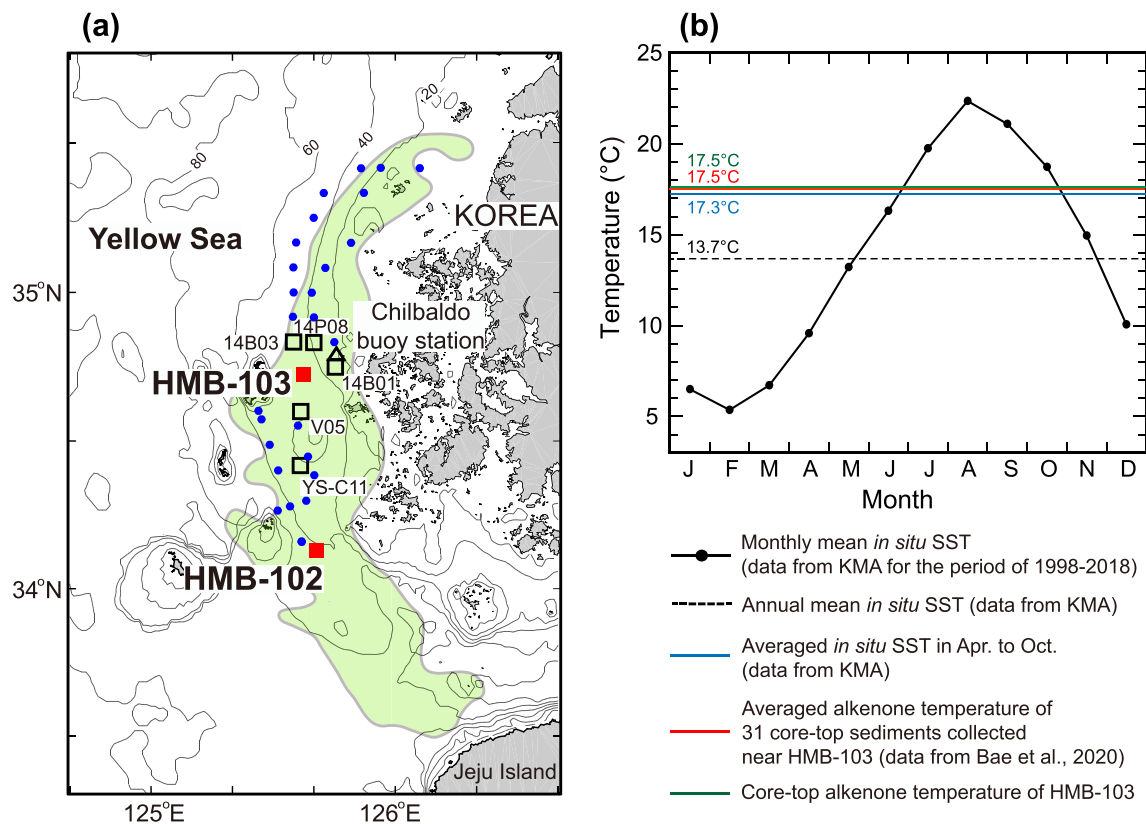 (a)
80
60
40
20
KOREA
Yellow Sea
35°N
Chilbaldo
buoy station
14P08
14B03
14B01
HMB-103
V05
YS-C11
HMB-102
34°N
Jeju Island
125°E
126°E
(b)
25
20
15
10
5
Temperature (°C)
17.5°C
17.5°C
17.3°C
13.7°C
J F M A M J J A S O N D
Month
Monthly mean in situ SST
(data from KMA for the period of 1998-2018)
Annual mean in situ SST (data from KMA)
Averaged in situ SST in Apr. to Oct.
(data from KMA)
Averaged alkenone temperature of
31 core-top sediments collected
near HMB-103 (data from Bae et al., 2020)
Core-top alkenone temperature of HMB-103